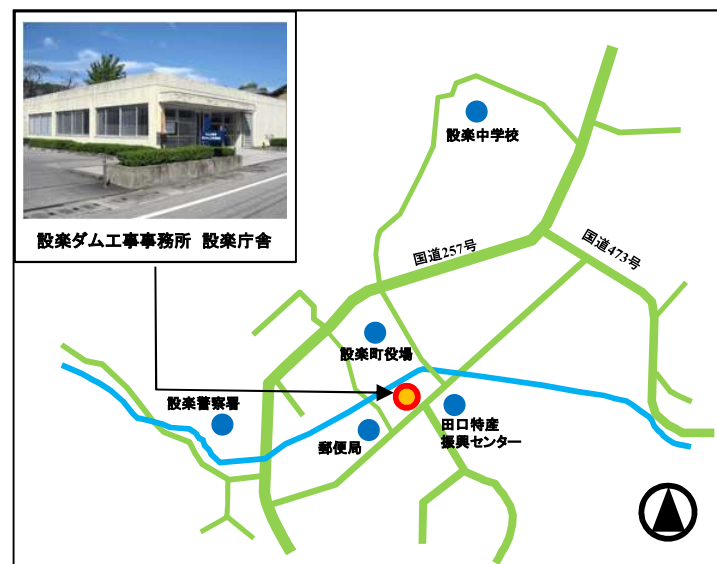 設楽ダム工事事務所 設楽庁舎
設楽中学校
国道257号
国道473号
設楽町役場
設楽警察署
郵便局
田口特産
振興センター